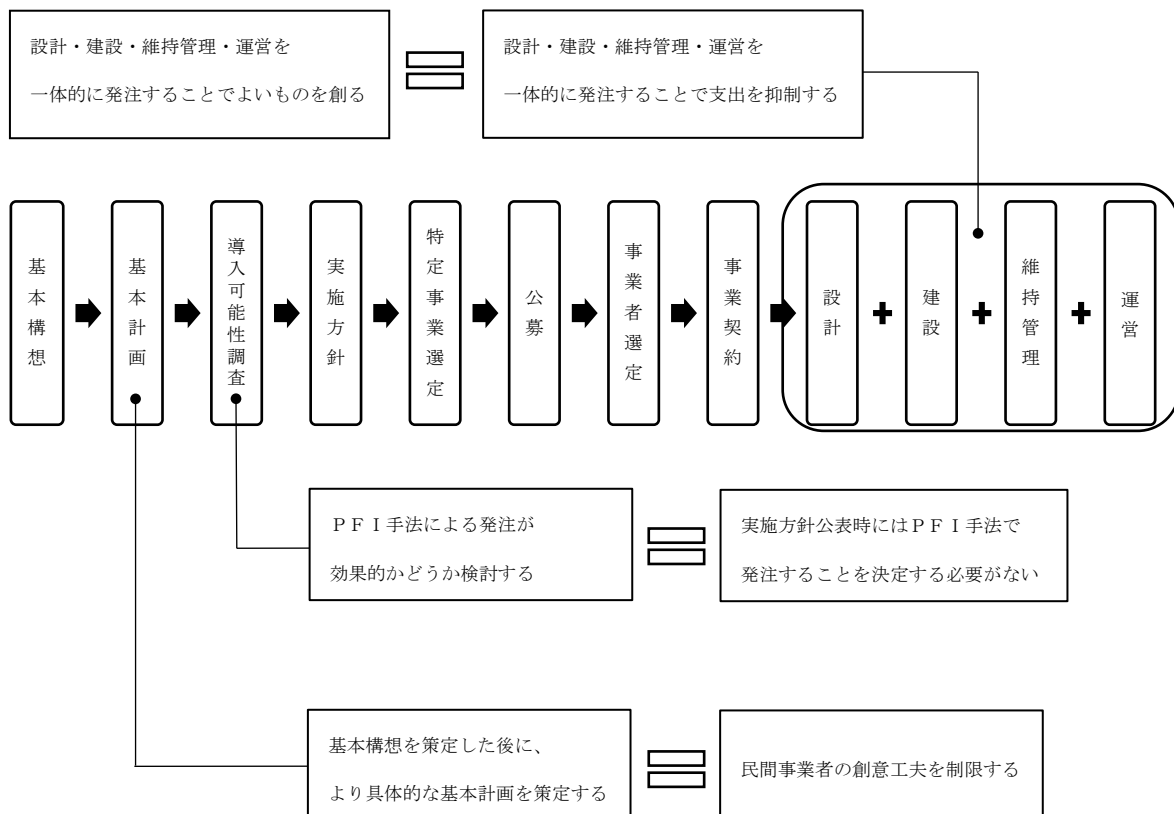 設計・建設・維持管理・運営を
一体的に発注することでよいものを創る
設計・建設・維持管理・運営を
一体的に発注することで支出を抑制する
基本構想
基本計画
導入可能性調査
実施方針
特定事業選定
公募
事業者選定
事業契約
設計
建設
維持管理
運営
ＰＦＩ手法による発注が
効果的かどうか検討する
実施方針公表時にはＰＦＩ手法で
発注することを決定する必要がない
基本構想を策定した後に、
より具体的な基本計画を策定する
民間事業者の創意工夫を制限する